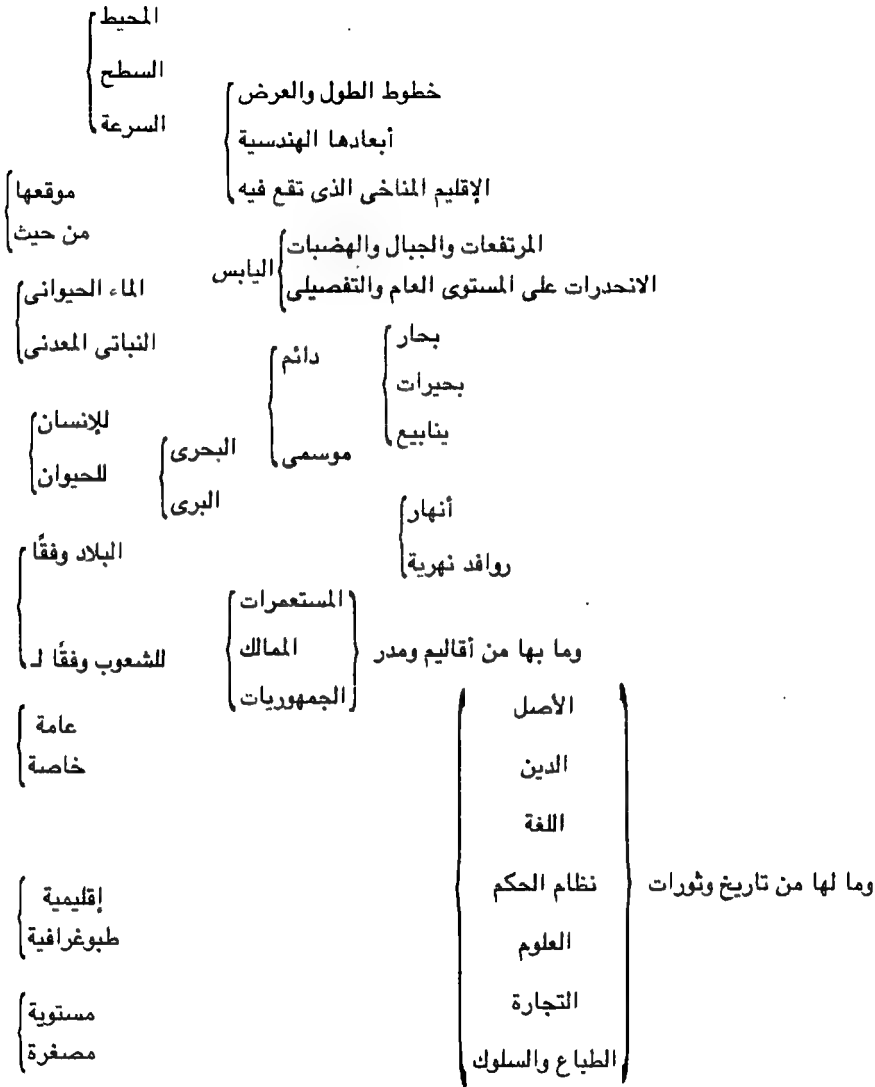 المحيط
السطح
السرعة
خطوط الطول والعرض
أبعادها الهندسية
الإقليم المناخى الذى تقع فيه
موقعها
من حيث
المرتفعات والجبال والهضبات
اليابس
الانحدرات على المستوى العام والتفصيلى
الماء الحيوانى
النباتى المعدنى
بحار
بحيرات
ينابيع
دائم
موسمى
البحرى
البرى
للإنسان
للحيوان
أنهار
روافد نهرية
البلاد وفقًا
للشعوب وفقًا لـ
المستعمرات
الممالك
الجمهوريات
وما بها من أقاليم ومدر
عامة
خاصة
الأصل
الدين
اللغة
نظام الحكم
العلوم
التجارة
الطباع والسلوك
وما لها من تاريخ وثورات
إقليمية
طبوغرافية
مستوية
مصغرة